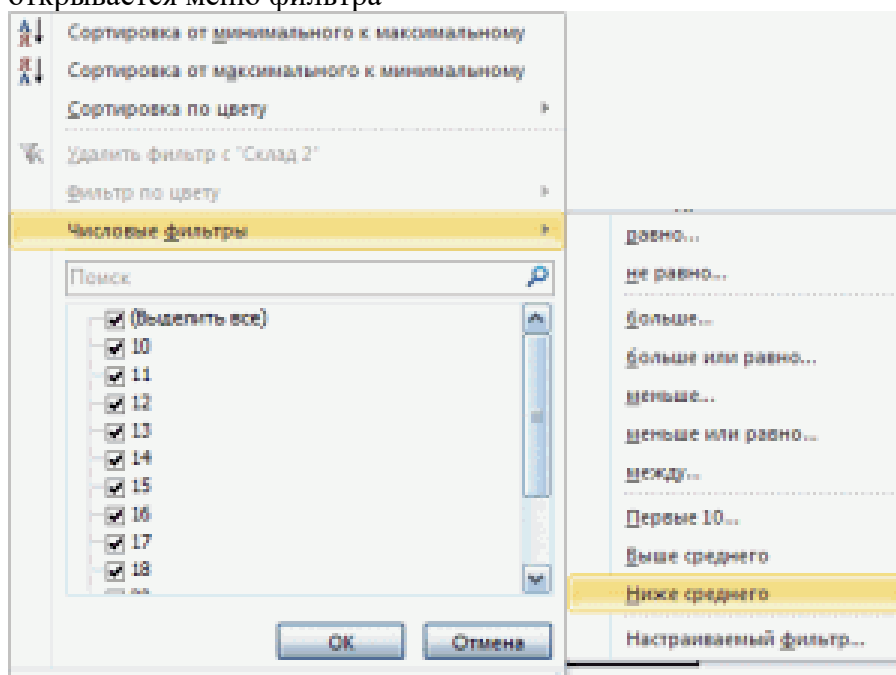 открывается меню фильтра
Сортировка от минимального к максимальному
Сортировка от максимального к минимальному
Сортировка по цвету
Удалить фильтр с "Склад 2"
Фильтр по цвету
Числовые фильтры
Поиск
(Выделить все)
10
11
12
13
14
15
16
17
18
ОК
Отмена
равно...
не равно...
больше...
больше или равно...
меньше...
меньше или равно...
между...
Первые 10...
Выше среднего
Ниже среднего
Настраиваемый фильтр...